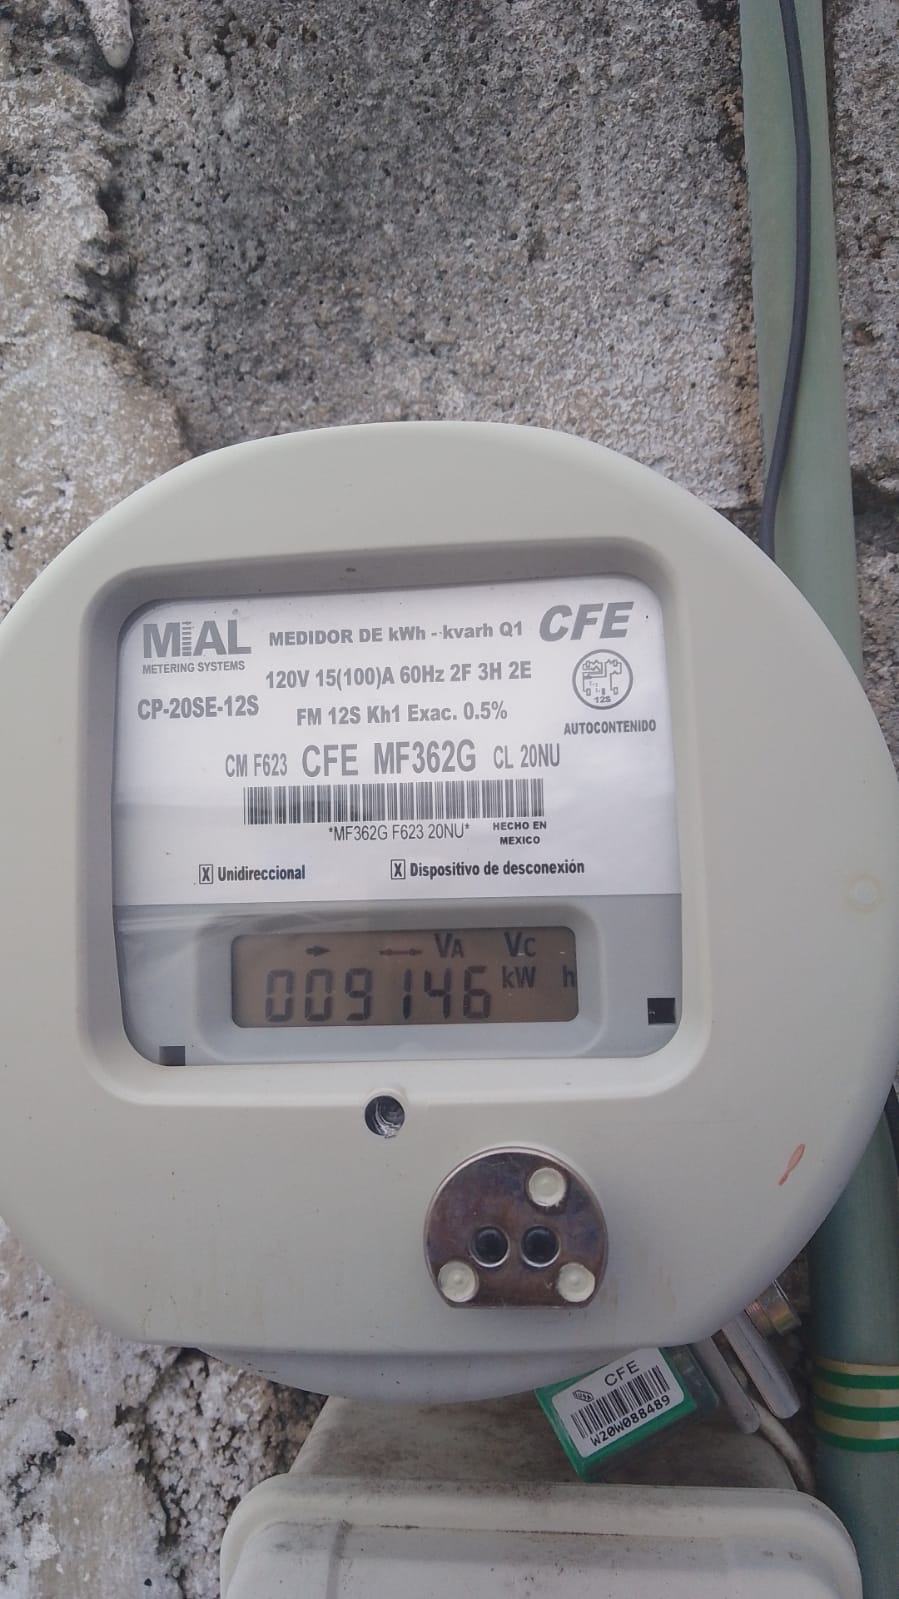 MIAL
METERING SYSTEMS
MEDIDOR DE kWh - kvarh Q1
CFE
120V 15(100)A 60Hz 2F 3H 2E
CP-20SE-12S
FM 12S Kh1 Exac. 0.5%
12S
AUTOCONTENIDO
CM F623 CFE MF362G CL 20NU
*MF362G F623 20NU*
HECHO EN
MEXICO
X Unidireccional
X Dispositivo de desconexión
VA VC
009146 kW h
CFE
W20W088489